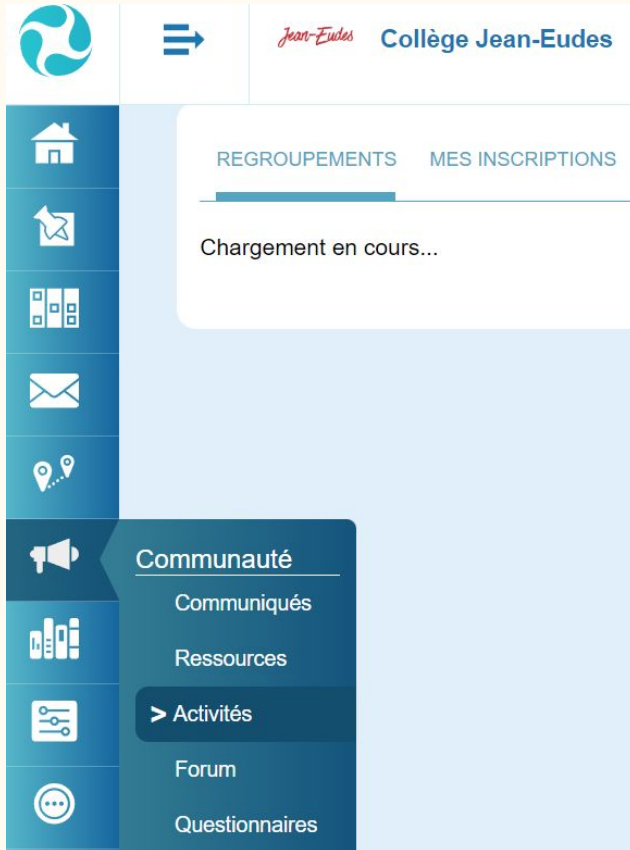 Jean-Eudes Collège Jean-Eudes
REGROUPEMENTS MES INSCRIPTIONS
Chargement en cours...
Communauté
Communiqués
Ressources
> Activités
Forum
Questionnaires